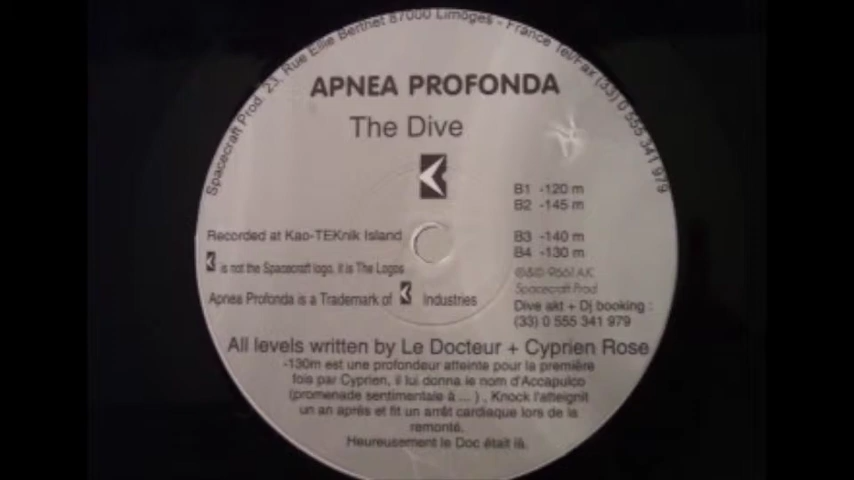 Spacecraft Prod. 23, Rue Elie Berthet 87000 Limoges - France Tel/Fax (33) 0 555 341 979
APNEA PROFONDA
The Dive
B1 -120 m
B2 -145 m
Recorded at Kao-TEKnik Island
B3 -140 m
B4 -130 m
is not the Spacecraft logo, it is The Logos
Spacecraft Prod
Apnea Profonda is a Trademark of Industries
Dive akt + Dj booking :
(33) 0 555 341 979
All levels written by Le Docteur + Cyprien Rose
-130m est une profondeur atteinte pour la première
fois par Cyprien, il lui donna le nom d'Accapulco
(promenade sentimentale à ... ) , Knock l'atteignit
un an après et fit un arrêt cardiaque lors de la
remonté.
Heureusement le Doc était là.